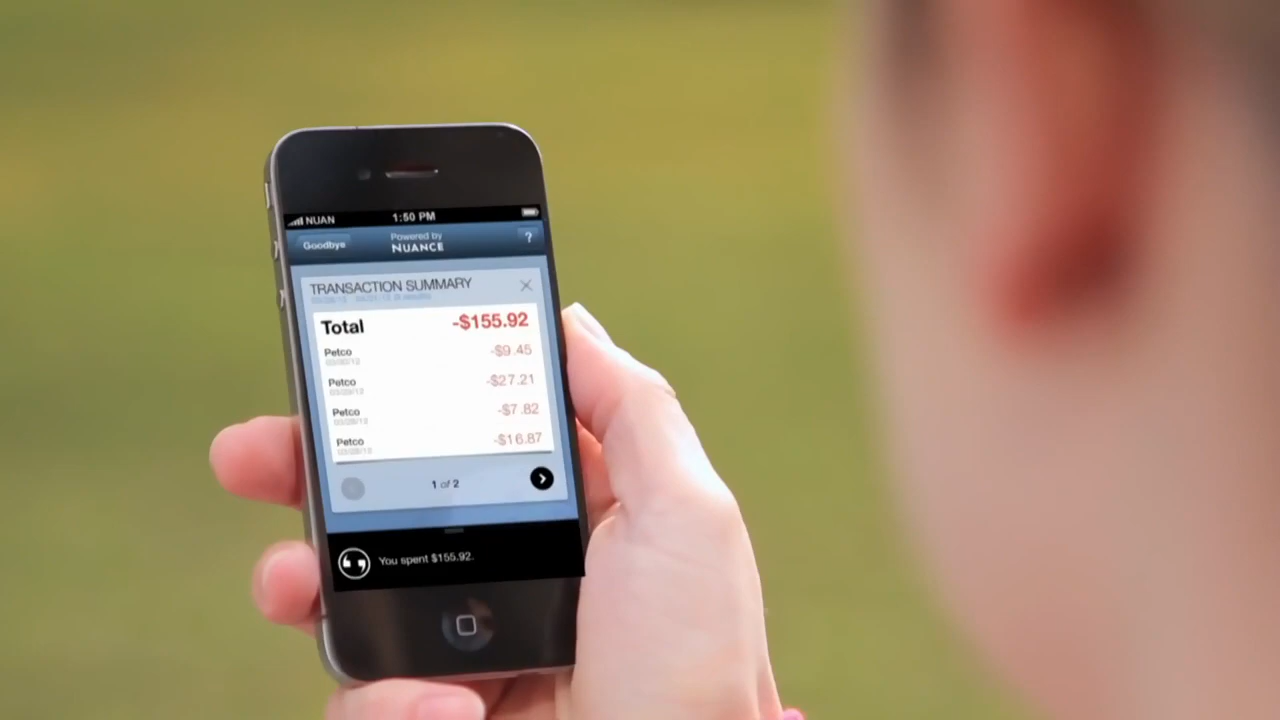 NUAN 1:50 PM
Goodbye Powered by NUANCE ?
TRANSACTION SUMMARY
Total -$155.92
Petco -$9.45
Petco -$27.21
Petco -$7.82
Petco -$16.87
1 of 2
You spent $155.92.